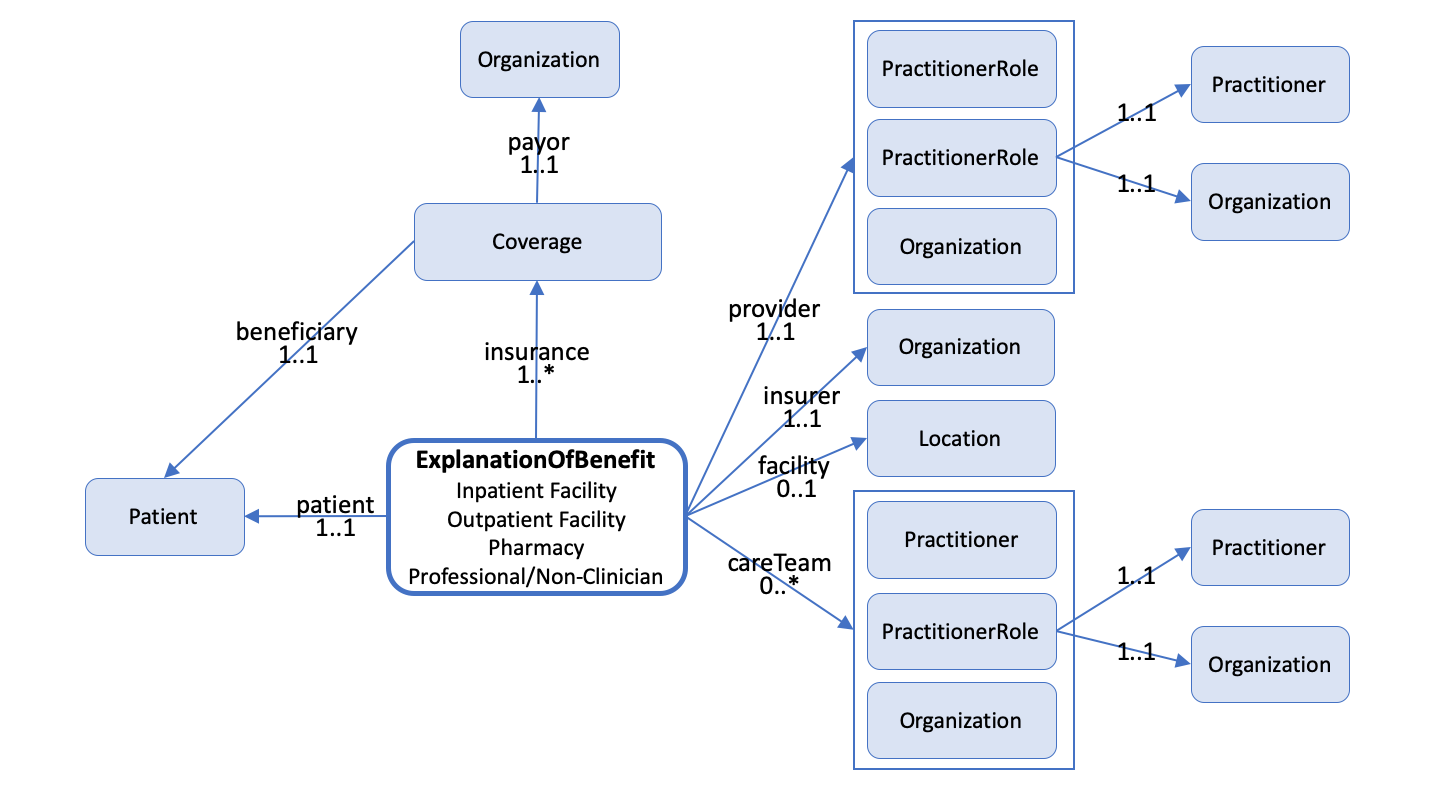 Organization
payor
1..1
Coverage
beneficiary
1..1
insurance
1..*
Patient
patient
1..1
ExplanationOfBenefit
Inpatient Facility
Outpatient Facility
Pharmacy
Professional/Non-Clinician
provider
1..1
insurer
1..1
facility
0..1
careTeam
0..*
PractitionerRole
PractitionerRole
Organization
1..1
Practitioner
1..1
Organization
Organization
Location
Practitioner
PractitionerRole
Organization
1..1
Practitioner
1..1
Organization